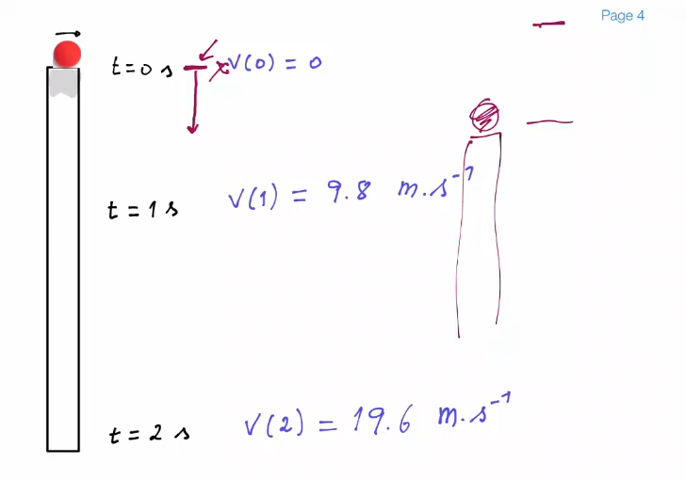 Page 4
t = 0 s v(0) = 0
t = 1 s v(1) = 9.8 m.s⁻¹
t = 2 s v(2) = 19.6 m.s⁻¹